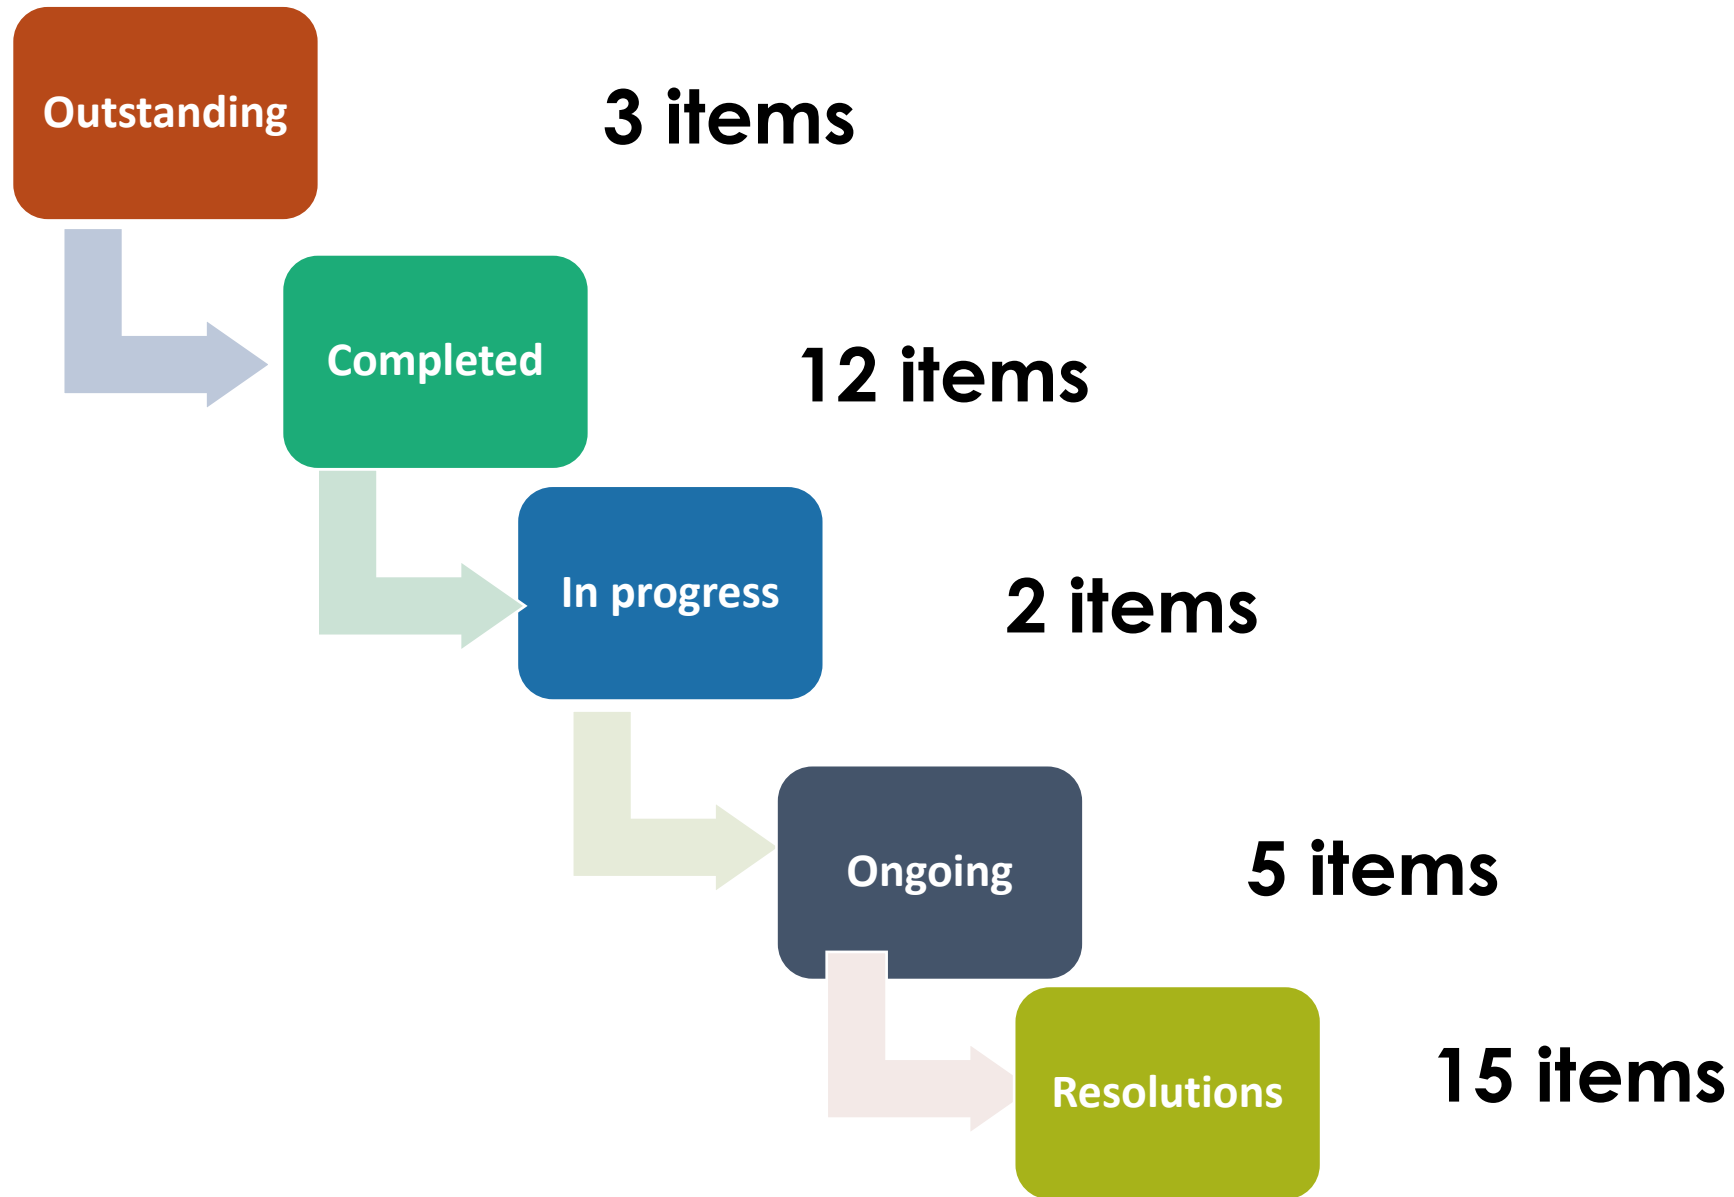 Outstanding
3 items
Completed
12 items
In progress
2 items
Ongoing
5 items
Resolutions
15 items